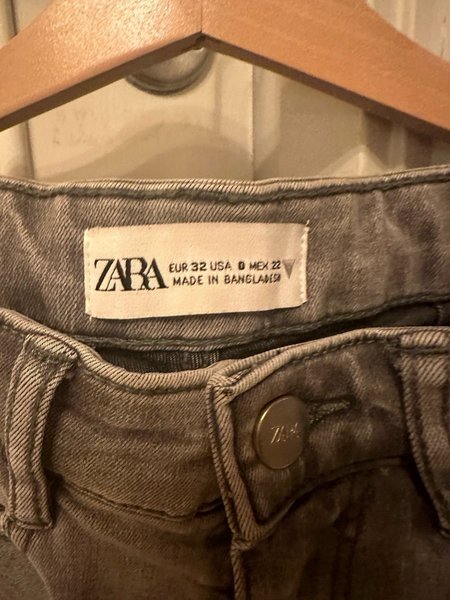 ZARA
EUR 32 USA 0 MEX 22
MADE IN BANGLADESH
ZARA